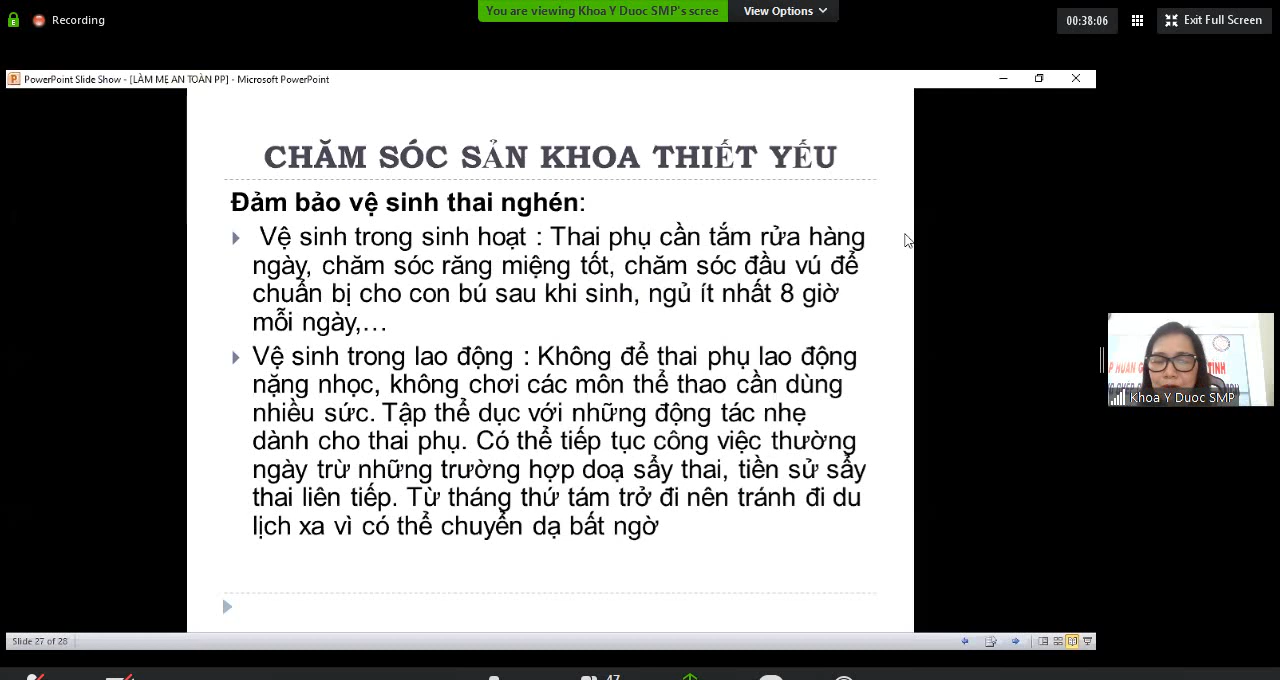 Recording
You are viewing Khoa Y Duoc SMP's scree
View Options
00:38:06
Exit Full Screen
PowerPoint Slide Show - [LÀM MẸ AN TOÀN PP] - Microsoft PowerPoint
CHĂM SÓC SẢN KHOA THIẾT YẾU
Đảm bảo vệ sinh thai nghén:
Vệ sinh trong sinh hoạt : Thai phụ cần tắm rửa hàng
ngày, chăm sóc răng miệng tốt, chăm sóc đầu vú để
chuẩn bị cho con bú sau khi sinh, ngủ ít nhất 8 giờ
mỗi ngày,…
Vệ sinh trong lao động : Không để thai phụ lao động
nặng nhọc, không chơi các môn thể thao cần dùng
nhiều sức. Tập thể dục với những động tác nhẹ
dành cho thai phụ. Có thể tiếp tục công việc thường
ngày trừ những trường hợp doạ sẩy thai, tiền sử sẩy
thai liên tiếp. Từ tháng thứ tám trở đi nên tránh đi du
lịch xa vì có thể chuyển dạ bất ngờ
P HUẤN G
TỈNH
Khoa Y Duoc SMP
Slide 27 of 28
47